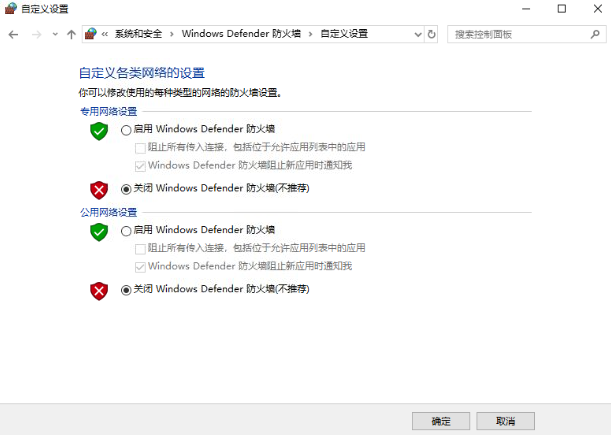 自定义设置
« 系统和安全 › Windows Defender 防火墙 › 自定义设置
搜索控制面板
自定义各类网络的设置
你可以修改使用的每种类型的网络的防火墙设置。
专用网络设置
启用 Windows Defender 防火墙
阻止所有传入连接，包括位于允许应用列表中的应用
Windows Defender 防火墙阻止新应用时通知我
关闭 Windows Defender 防火墙(不推荐)
公用网络设置
启用 Windows Defender 防火墙
阻止所有传入连接，包括位于允许应用列表中的应用
Windows Defender 防火墙阻止新应用时通知我
关闭 Windows Defender 防火墙(不推荐)
确定
取消